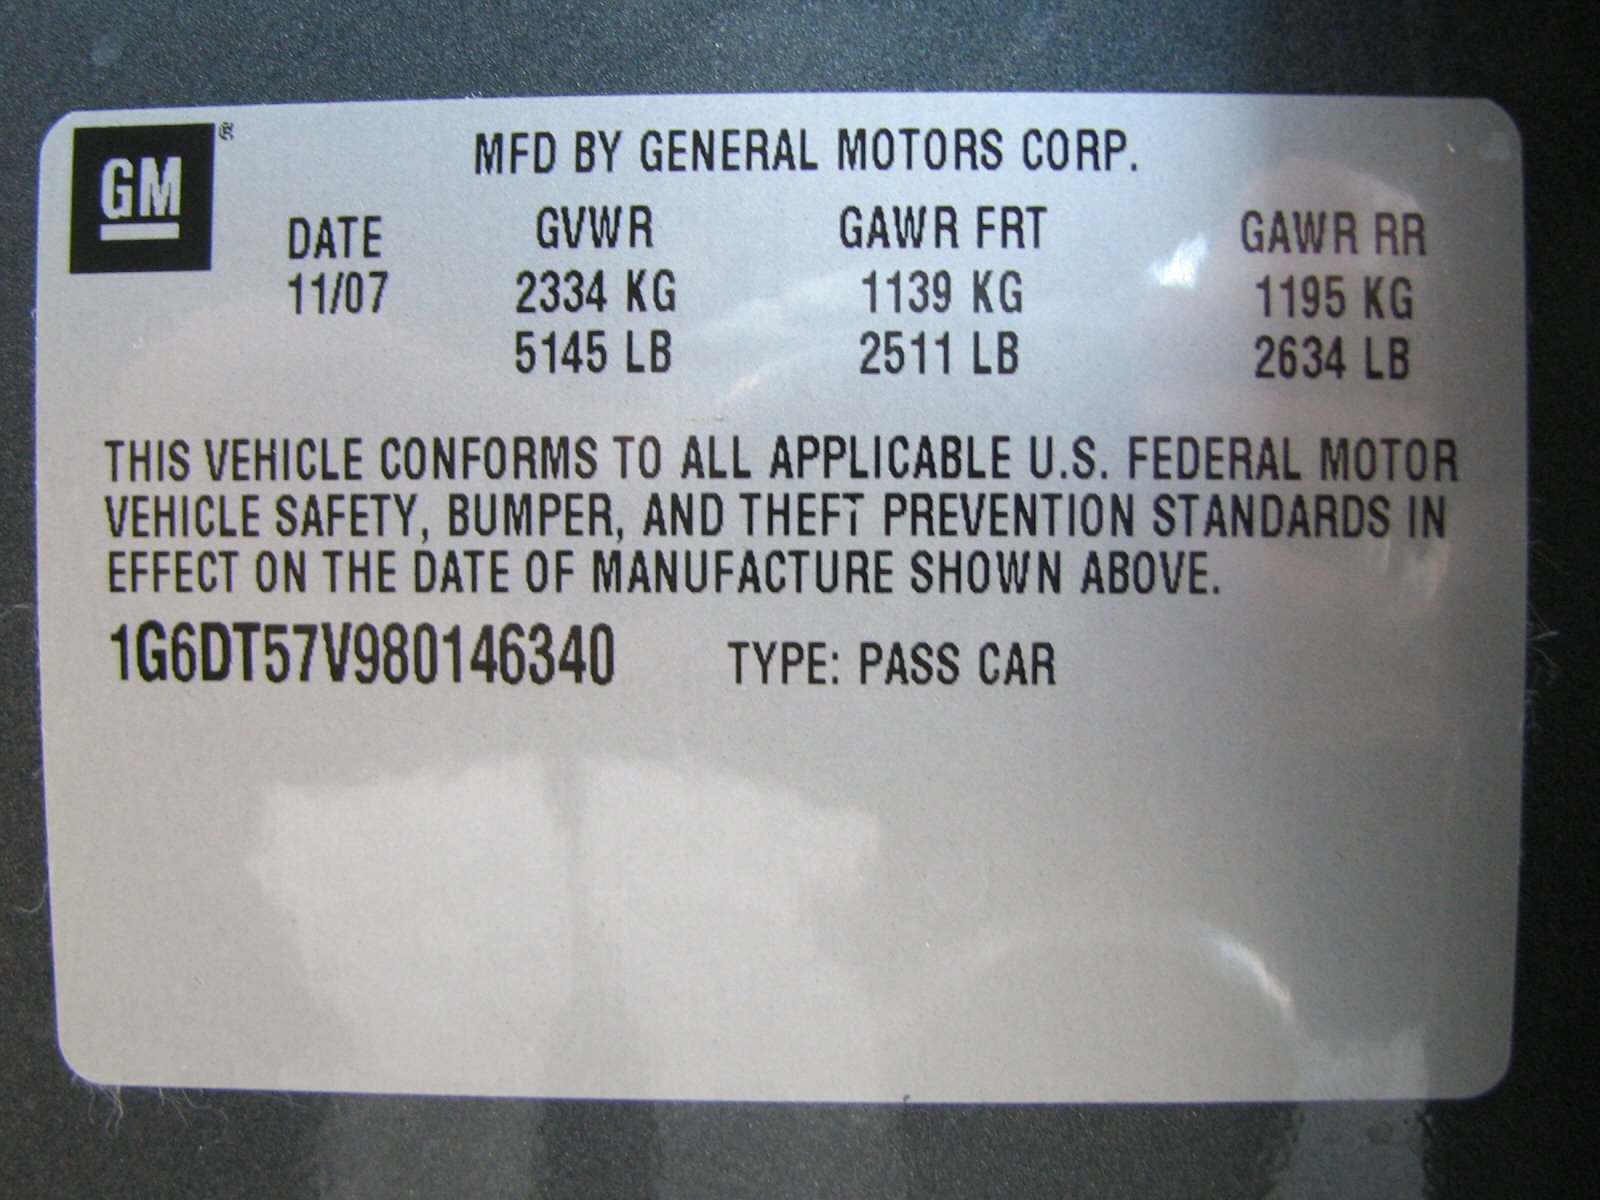 GM ®
MFD BY GENERAL MOTORS CORP.
DATE GVWR GAWR FRT GAWR RR
11/07 2334 KG 1139 KG 1195 KG
5145 LB 2511 LB 2634 LB
THIS VEHICLE CONFORMS TO ALL APPLICABLE U.S. FEDERAL MOTOR
VEHICLE SAFETY, BUMPER, AND THEFT PREVENTION STANDARDS IN
EFFECT ON THE DATE OF MANUFACTURE SHOWN ABOVE.
1G6DT57V980146340 TYPE: PASS CAR